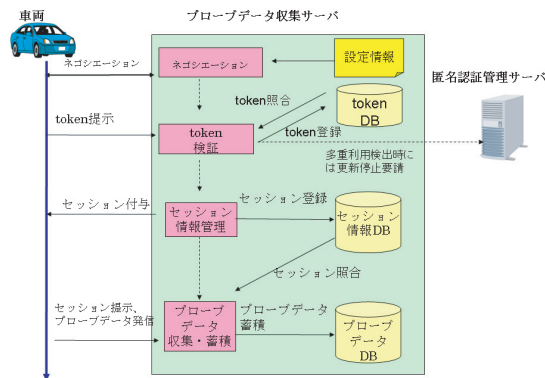 車両
プローブデータ収集サーバ
ネゴシエーション
ネゴシエーション
設定情報
匿名認証管理サーバ
token照合
token
DB
token提示
token
検証
token登録
多重利用検出時に
は更新停止要請
セッション付与
セッション
情報管理
セッション登録
セッション
情報DB
セッション照合
セッション提示、
プローブデータ発信
プローブ
データ
収集・蓄積
プローブデータ
蓄積
プローブ
データ
DB